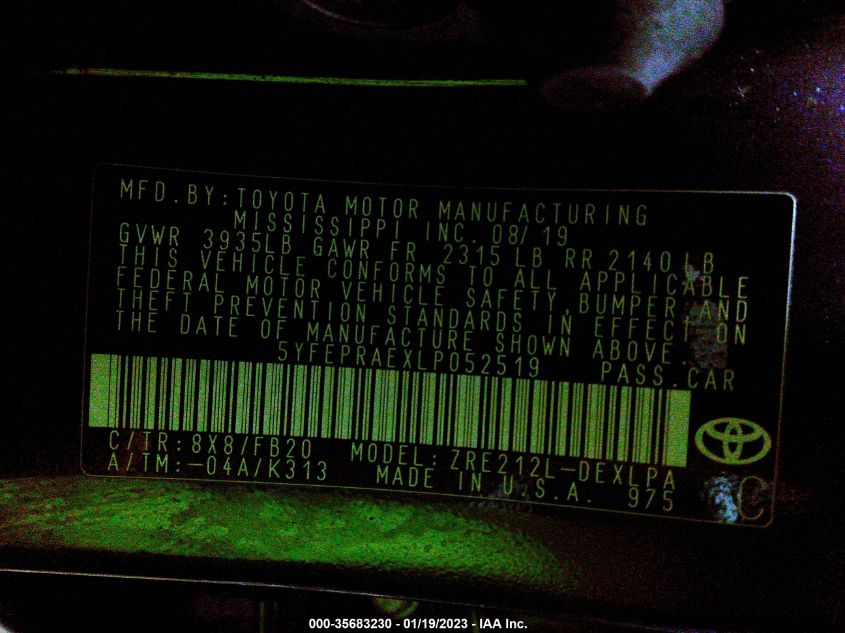 MFD.BY:TOYOTA MOTOR MANUFACTURING
MISSISSIPPI INC. 08/19
GVWR 3935LB GAWR FR 2315 LB RR 2140 LB
THIS VEHICLE CONFORMS TO ALL APPLICABLE
FEDERAL MOTOR VEHICLE SAFETY, BUMPER AND
THEFT PREVENTION STANDARDS IN EFFECT ON
THE DATE OF MANUFACTURE SHOWN ABOVE.
5YFEPRAEXLP052519 PASS.CAR
C/TR:8X8/FB20 MODEL:ZRE212L-DEXLPA
A/TM:-04A/K313 MADE IN U.S.A. 975
C
000-35683230 - 01/19/2023 - IAA Inc.